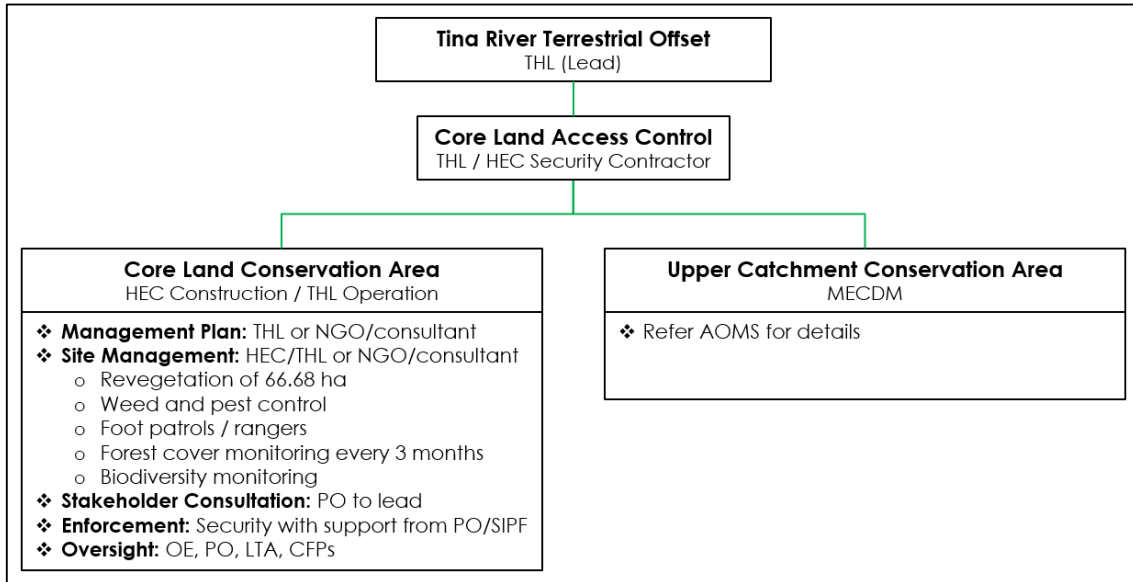 Tina River Terrestrial Offset
THL (Lead)
Core Land Access Control
THL / HEC Security Contractor
Core Land Conservation Area
HEC Construction / THL Operation
❖ Management Plan: THL or NGO/consultant
❖ Site Management: HEC/THL or NGO/consultant
o Revegetation of 66.68 ha
o Weed and pest control
o Foot patrols / rangers
o Forest cover monitoring every 3 months
o Biodiversity monitoring
❖ Stakeholder Consultation: PO to lead
❖ Enforcement: Security with support from PO/SIPF
❖ Oversight: OE, PO, LTA, CFPs
Upper Catchment Conservation Area
MECDM
❖ Refer AOMS for details